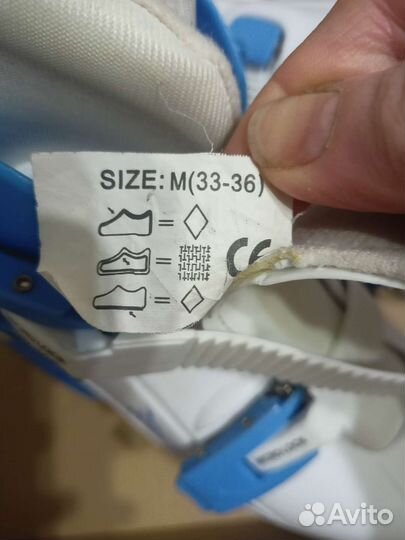 SIZE: M(33-36)
=
=
CE
=
Avito